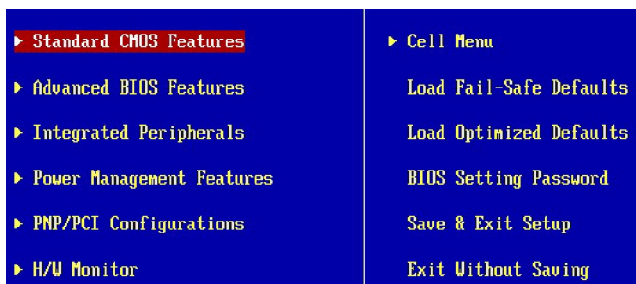 Standard CMOS Features
Advanced BIOS Features
Integrated Peripherals
Power Management Features
PNP/PCI Configurations
H/W Monitor
Cell Menu
Load Fail-Safe Defaults
Load Optimized Defaults
BIOS Setting Password
Save & Exit Setup
Exit Without Saving